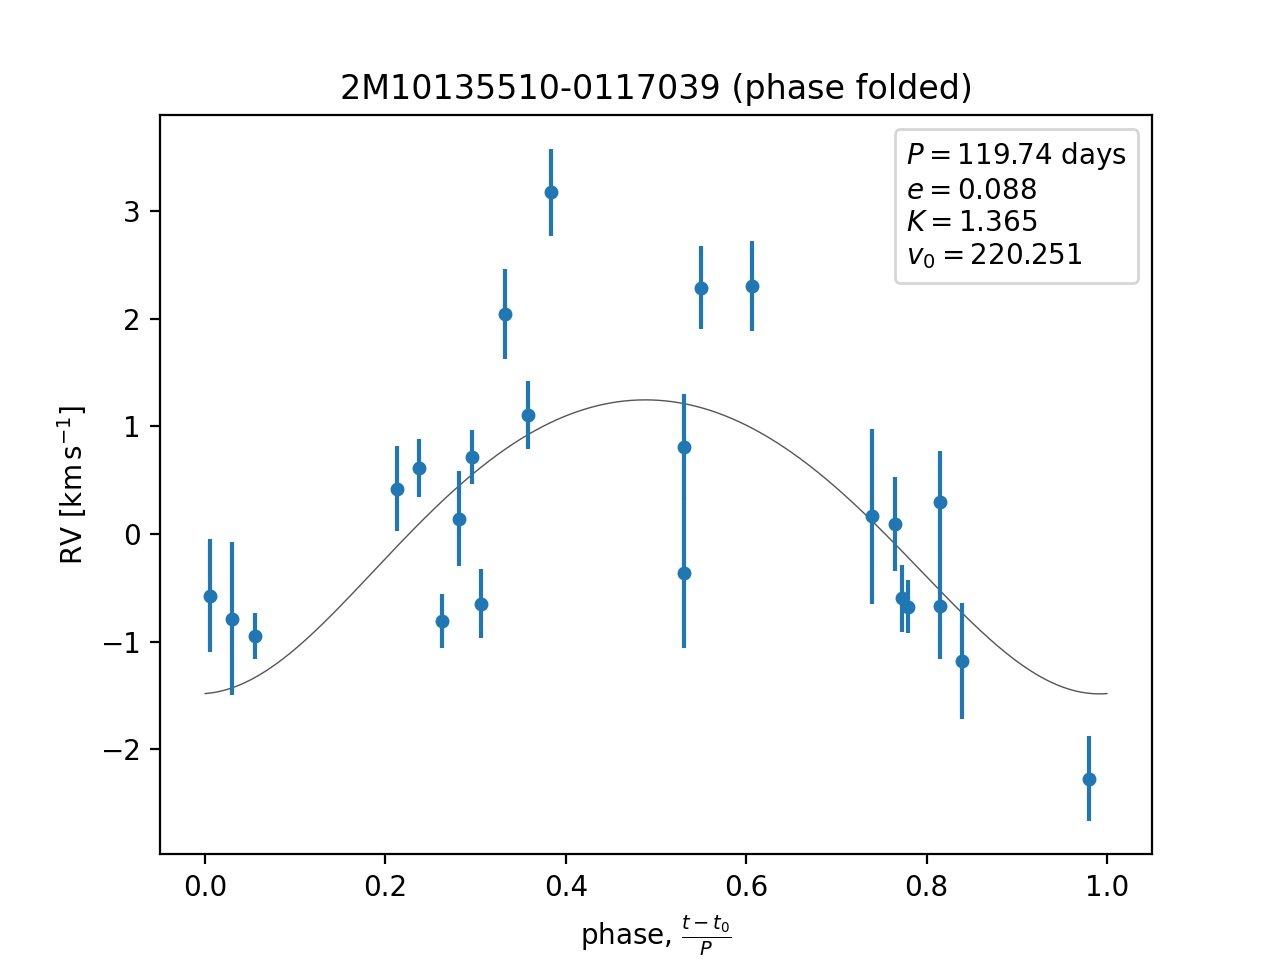 2M10135510-0117039 (phase folded)
P = 119.74 days
e = 0.088
K = 1.365
v₀ = 220.251
3
2
1
0
−1
−2
RV [km s⁻¹]
0.0 0.2 0.4 0.6 0.8 1.0
phase, (t − t₀)/P